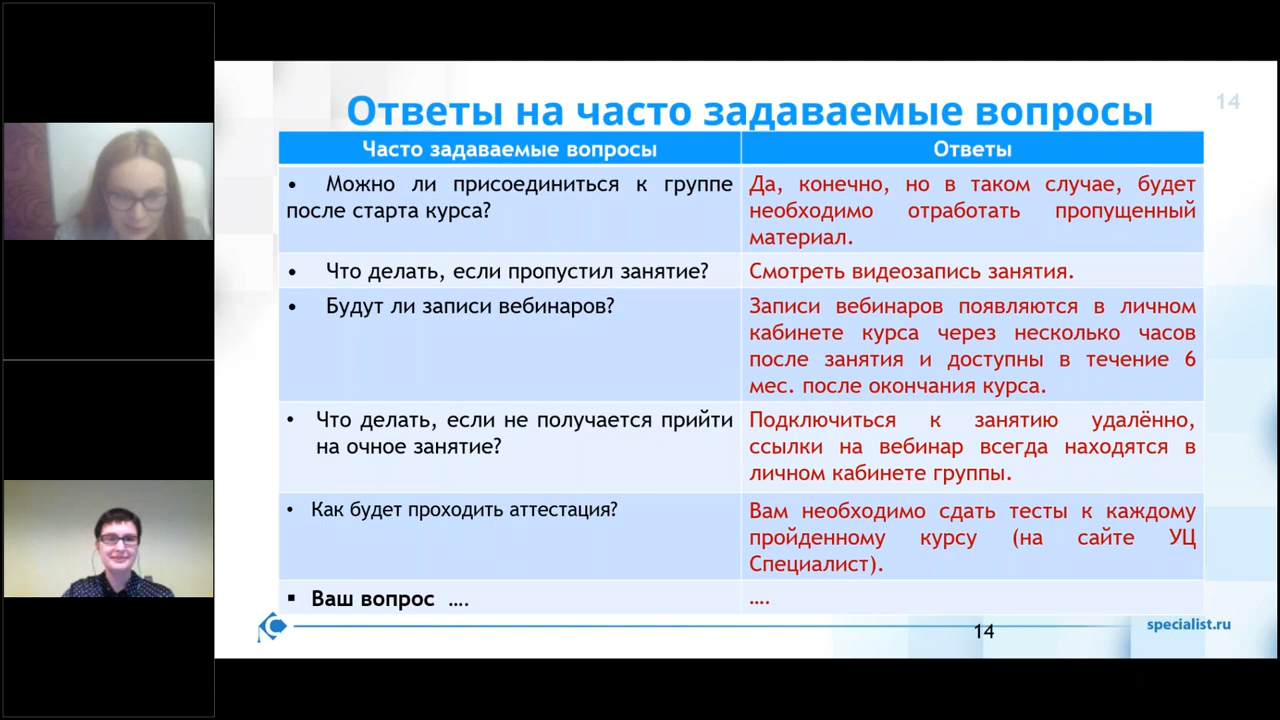 14
Ответы на часто задаваемые вопросы
Часто задаваемые вопросы
Ответы
• Можно ли присоединиться к группе
после старта курса?
Да, конечно, но в таком случае, будет
необходимо отработать пропущенный
материал.
• Что делать, если пропустил занятие?
Смотреть видеозапись занятия.
• Будут ли записи вебинаров?
Записи вебинаров появляются в личном
кабинете курса через несколько часов
после занятия и доступны в течение 6
мес. после окончания курса.
• Что делать, если не получается прийти
на очное занятие?
Подключиться к занятию удалённо,
ссылки на вебинар всегда находятся в
личном кабинете группы.
• Как будет проходить аттестация?
Вам необходимо сдать тесты к каждому
пройденному курсу (на сайте УЦ
Специалист).
▪ Ваш вопрос ….
….
14
specialist.ru